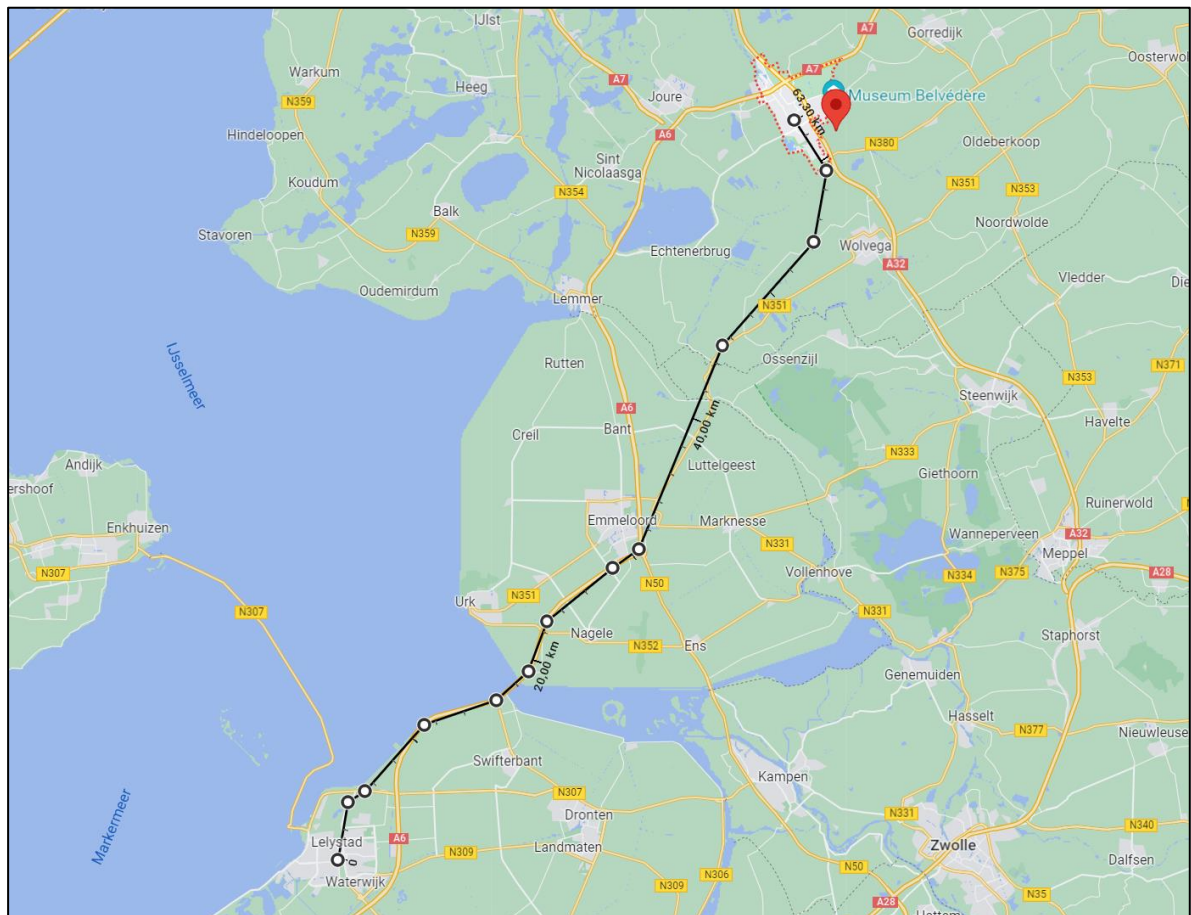 IJlst
A7
Gorredijk
Oosterwol
Warkum
A7
A7
Heeg
Joure
63,30 km
Museum Belvédère
N359
Hindeloopen
A6
N380
Oldeberkoop
Sint
Nicolaasga
N351
Koudum
N354
N353
Balk
Noordwolde
Stavoren
N359
Echtenerbrug
Wolvega
A32
Vledder
Die
Oudemirdum
Lemmer
N351
IJsselmeer
Rutten
Ossenzijl
N371
N353
Steenwijk
A6
40,00 km
Havelte
Creil
Bant
N333
Andijk
Luttelgeest
Giethoorn
ershoof
Ruinerwold
Enkhuizen
Emmeloord
Marknesse
Wanneperveen
A32
N331
Meppel
N307
N50
Vollenhove
N334
N375
A28
N351
Urk
N307
N331
Nagele
N352
Ens
Staphorst
20,00 km
Genemuiden
Hasselt
N377
Nieuwleuse
Swifterbant
Kampen
N307
Markermeer
Dronten
N331
N340
Lelystad
A6
0
N309
Landmaten
Zwolle
Dalfsen
Waterwijk
N306
N50
N309
N35
A28
Hattem